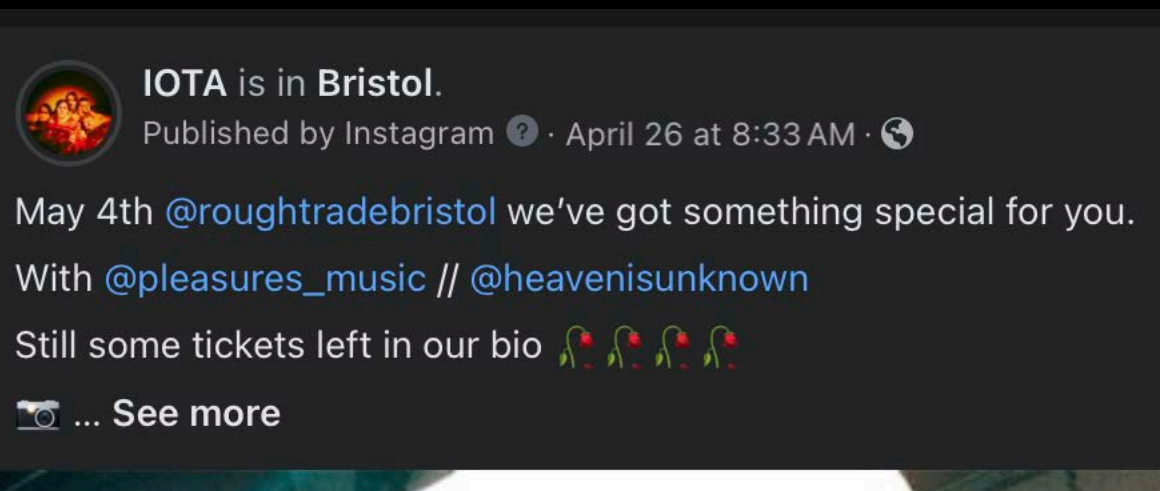 IOTA is in Bristol.
Published by Instagram ? · April 26 at 8:33 AM ·
May 4th @roughtradebristol we've got something special for you.
With @pleasures_music // @heavenisunknown
Still some tickets left in our bio 🥀🥀🥀🥀
📷 ... See more